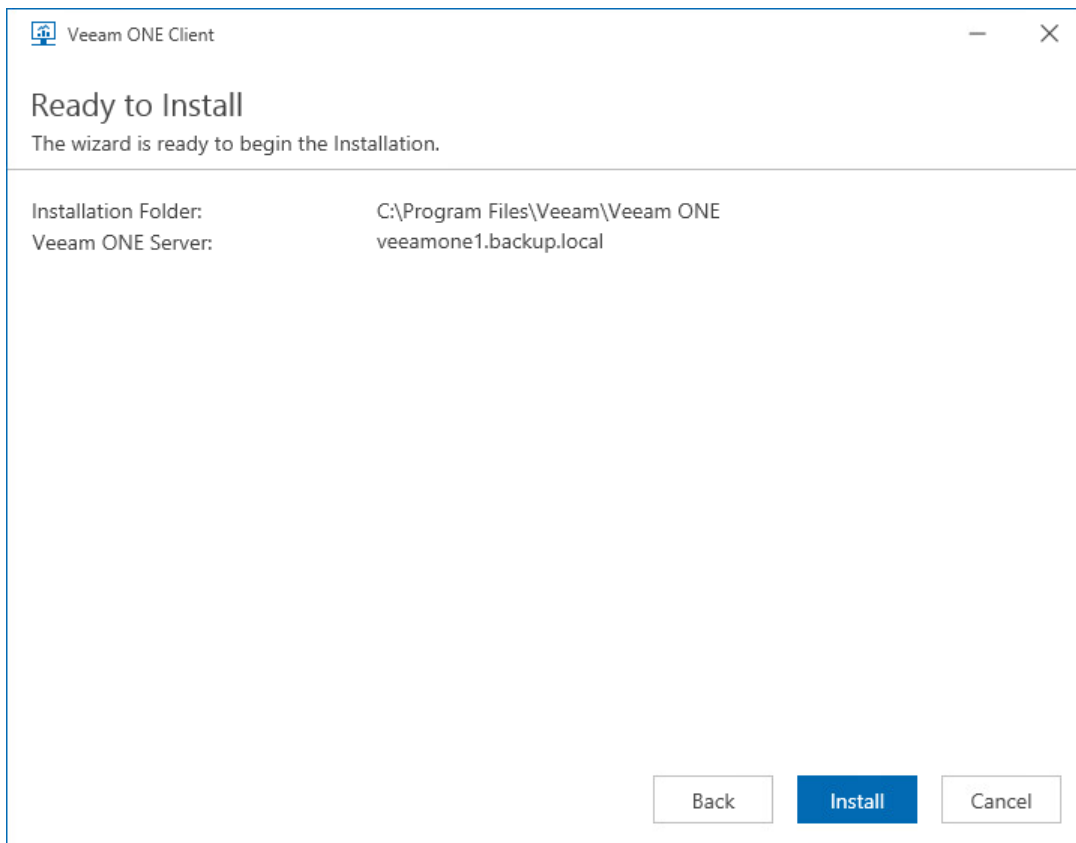 Veeam ONE Client
Ready to Install
The wizard is ready to begin the Installation.
Installation Folder: C:\Program Files\Veeam\Veeam ONE
Veeam ONE Server: veeamone1.backup.local
Back Install Cancel